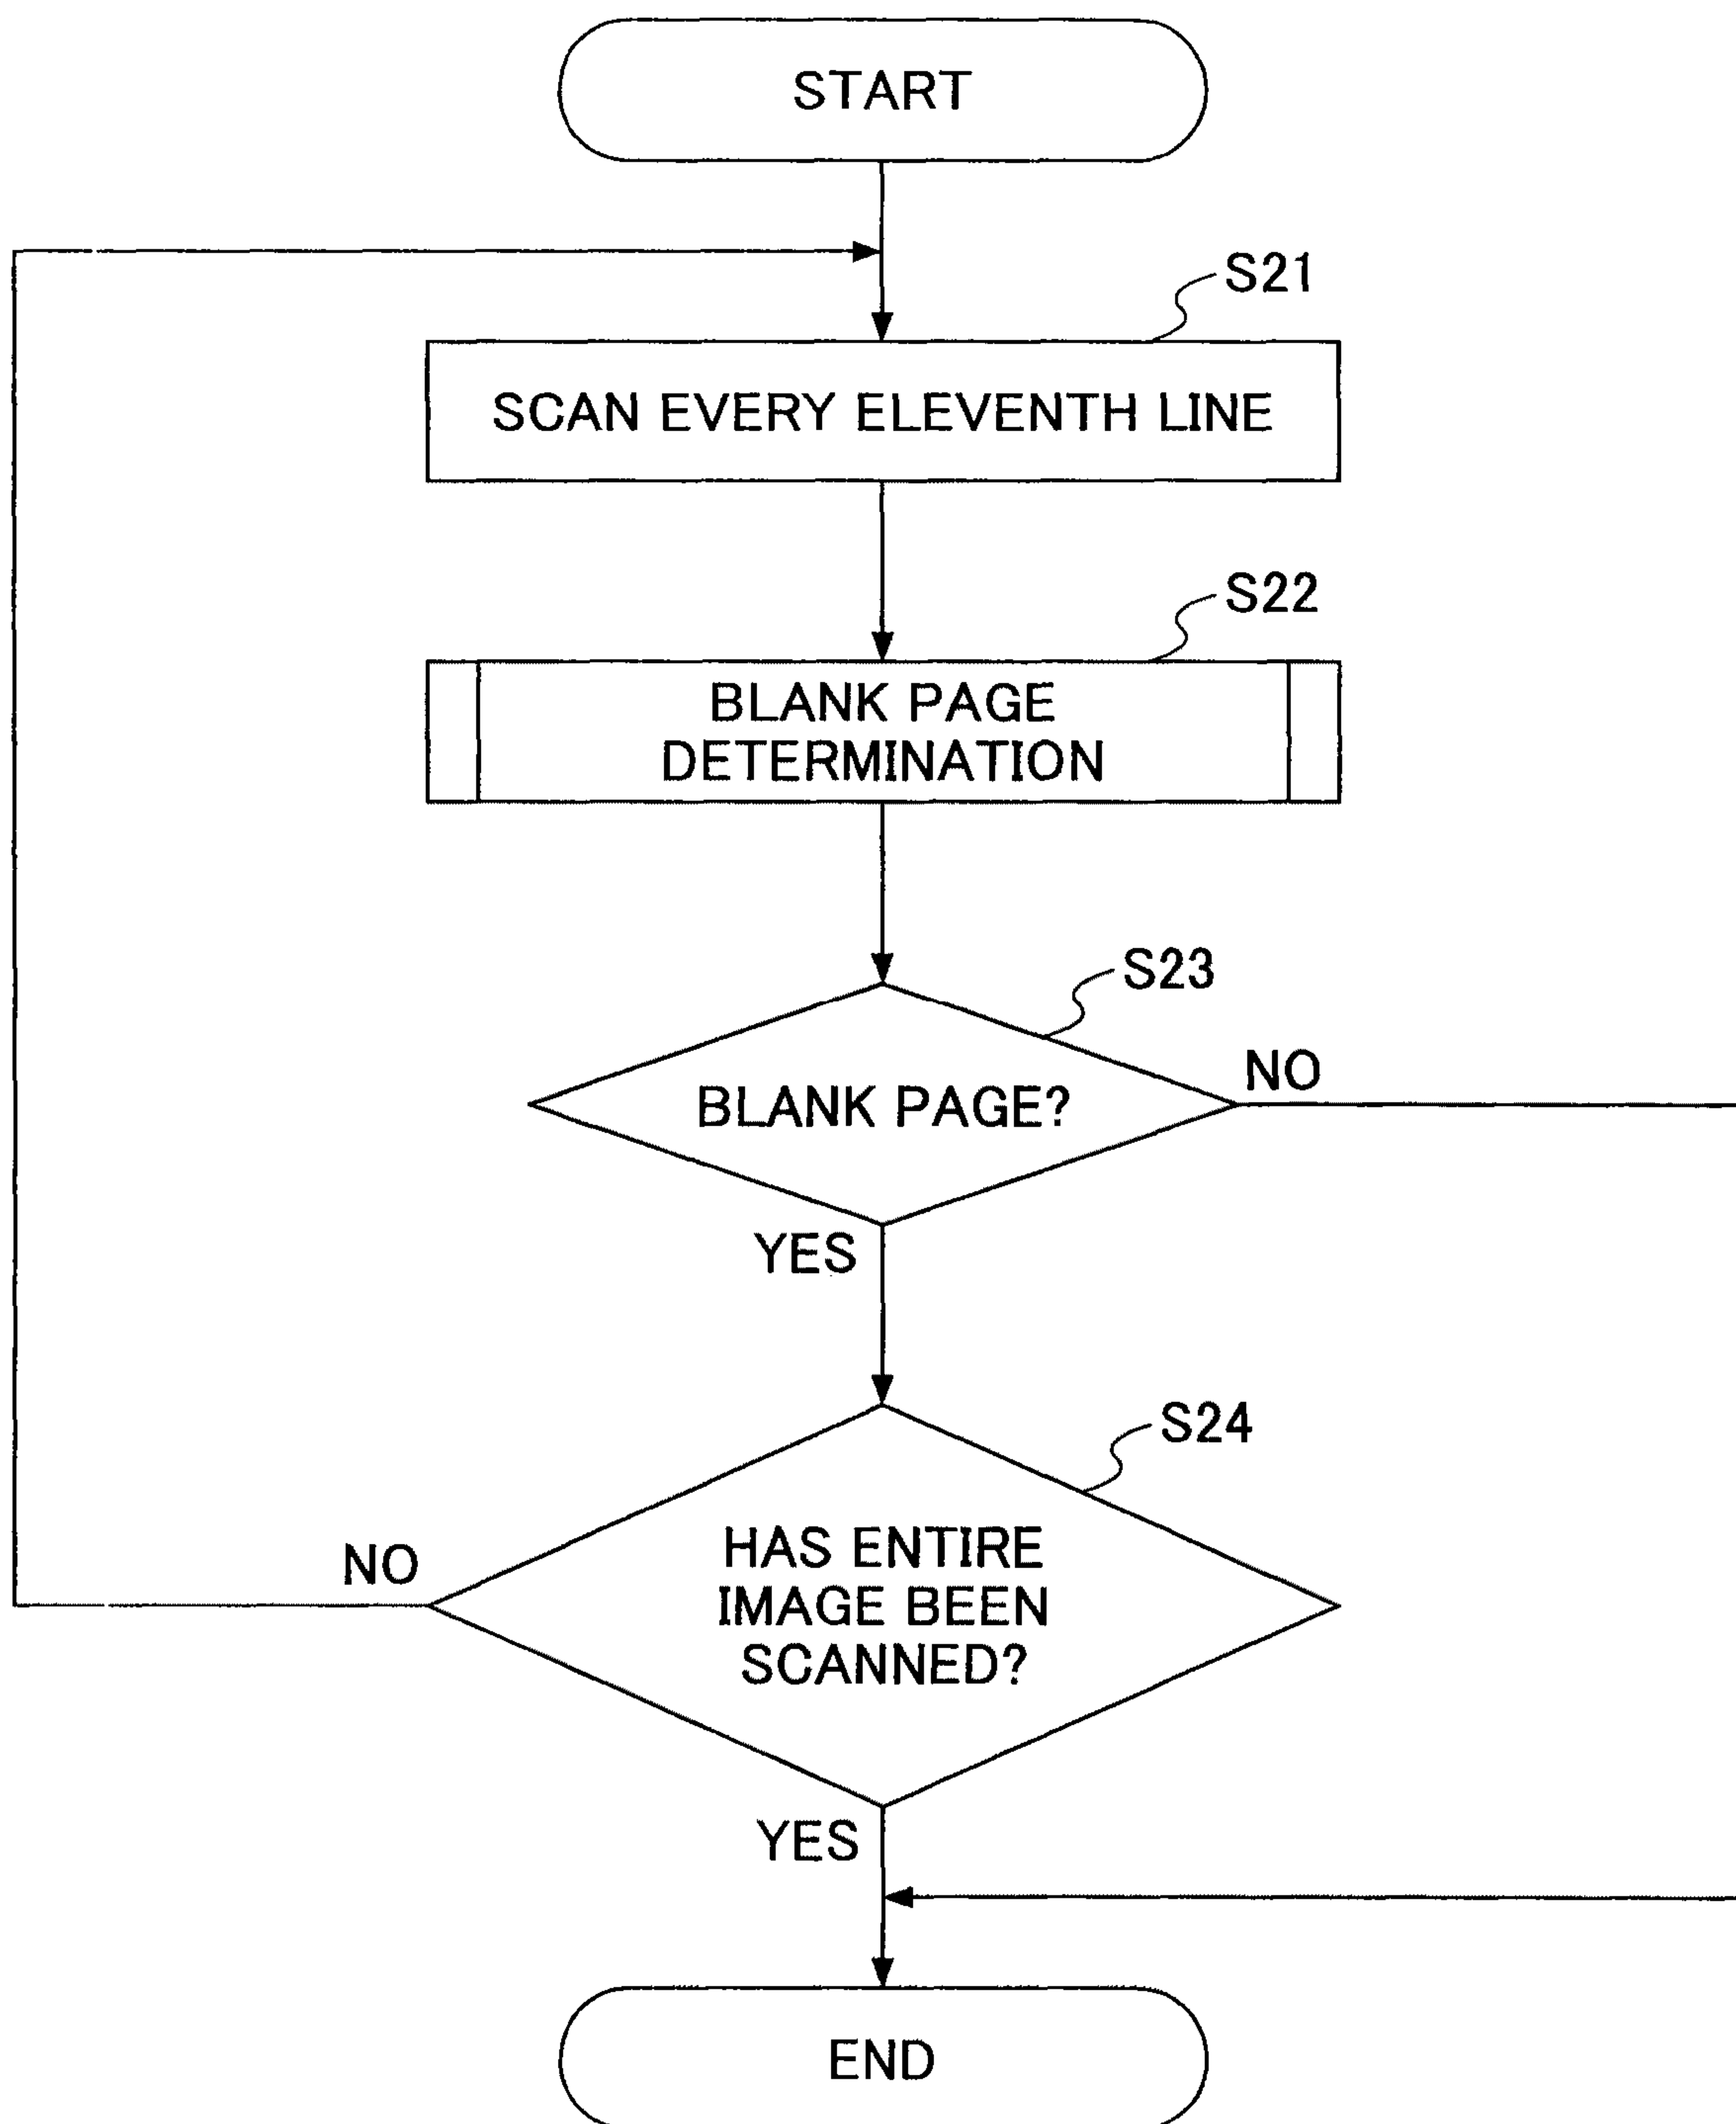 START
S21
SCAN EVERY ELEVENTH LINE
S22
BLANK PAGE
DETERMINATION
S23
BLANK PAGE?
NO
YES
S24
HAS ENTIRE
IMAGE BEEN
SCANNED?
NO
YES
END